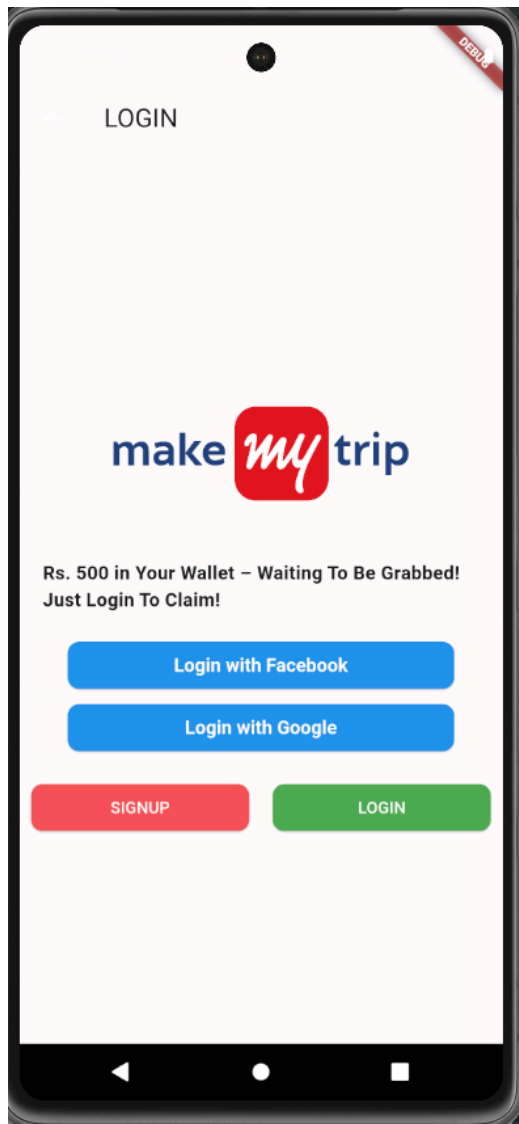 DEBUG
LOGIN
make my trip
Rs. 500 in Your Wallet – Waiting To Be Grabbed!
Just Login To Claim!
Login with Facebook
Login with Google
SIGNUP LOGIN